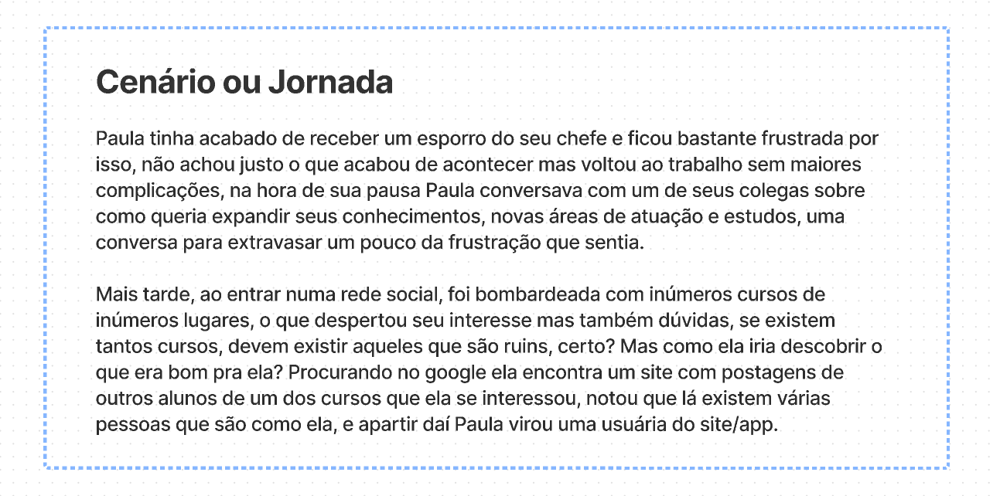 Cenário ou Jornada
Paula tinha acabado de receber um esporro do seu chefe e ficou bastante frustrada por
isso, não achou justo o que acabou de acontecer mas voltou ao trabalho sem maiores
complicações, na hora de sua pausa Paula conversava com um de seus colegas sobre
como queria expandir seus conhecimentos, novas áreas de atuação e estudos, uma
conversa para extravasar um pouco da frustração que sentia.
Mais tarde, ao entrar numa rede social, foi bombardeada com inúmeros cursos de
inúmeros lugares, o que despertou seu interesse mas também dúvidas, se existem
tantos cursos, devem existir aqueles que são ruins, certo? Mas como ela iria descobrir o
que era bom pra ela? Procurando no google ela encontra um site com postagens de
outros alunos de um dos cursos que ela se interessou, notou que lá existem várias
pessoas que são como ela, e apartir daí Paula virou uma usuária do site/app.